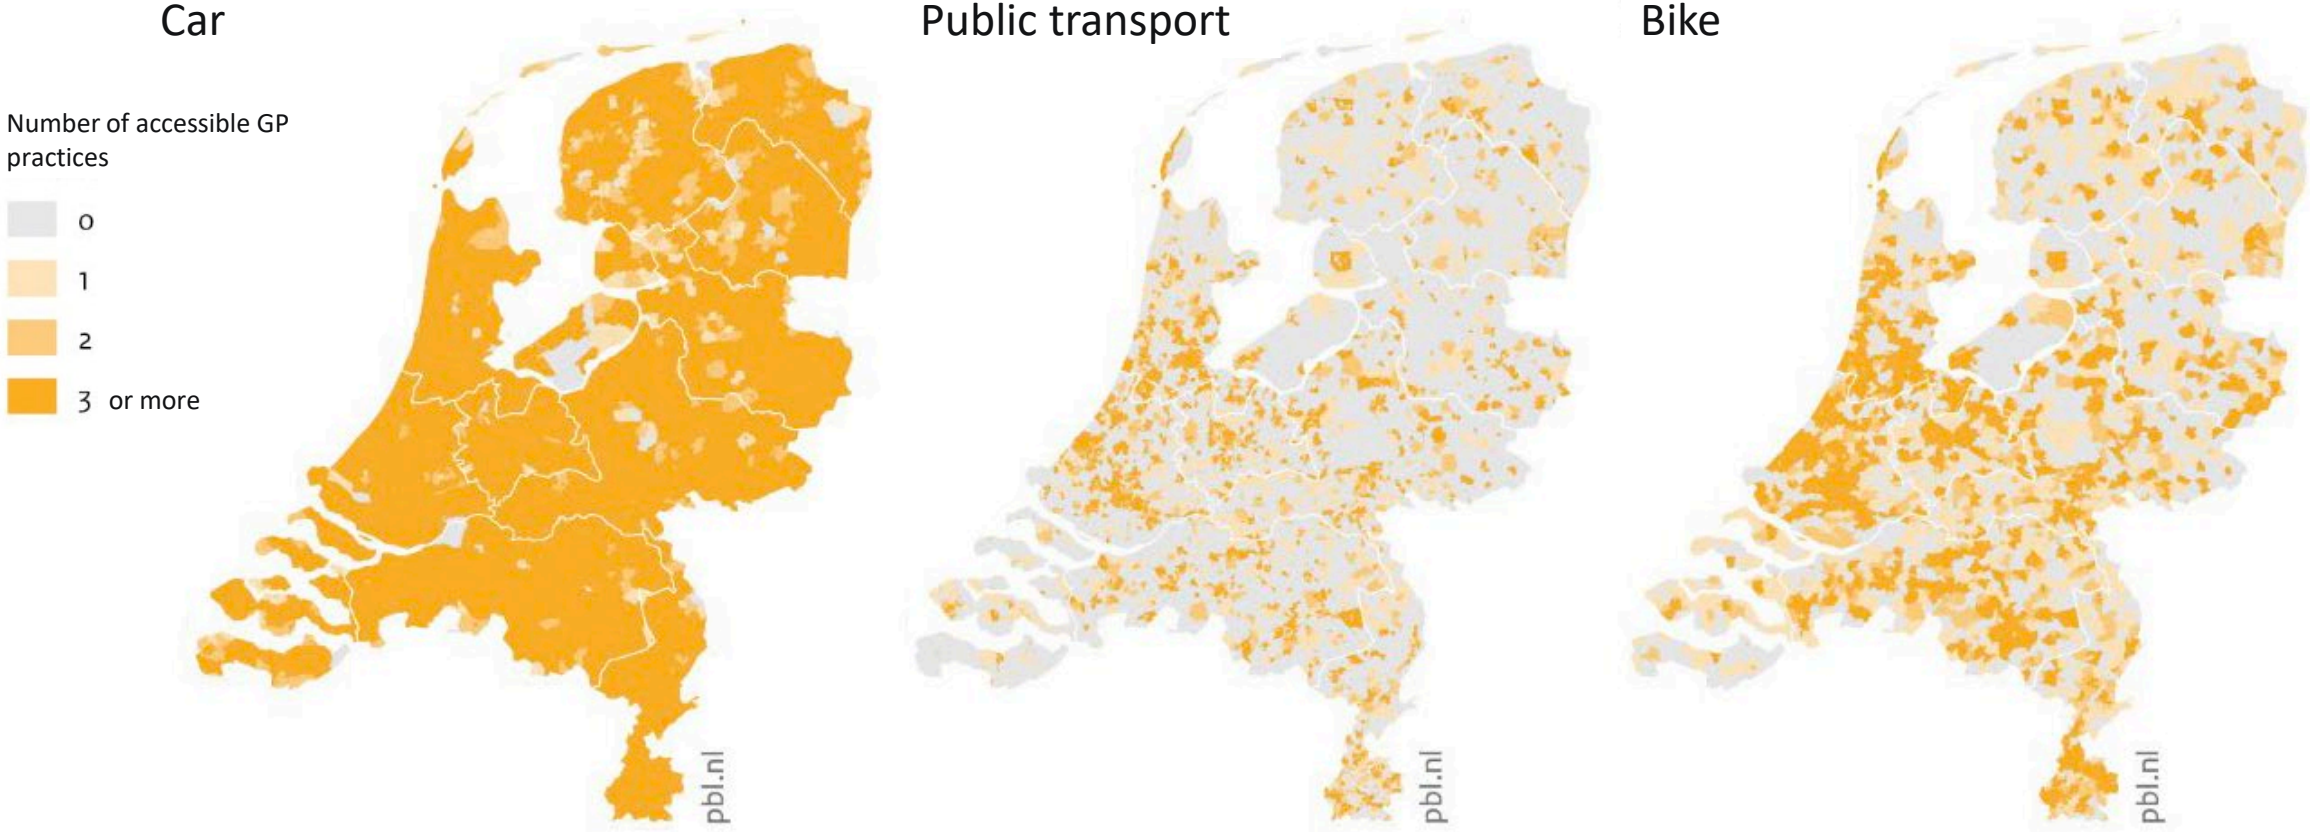 Car
Public transport
Bike
Number of accessible GP
practices
0
1
2
3 or more
pbl.nl
pbl.nl
pbl.nl